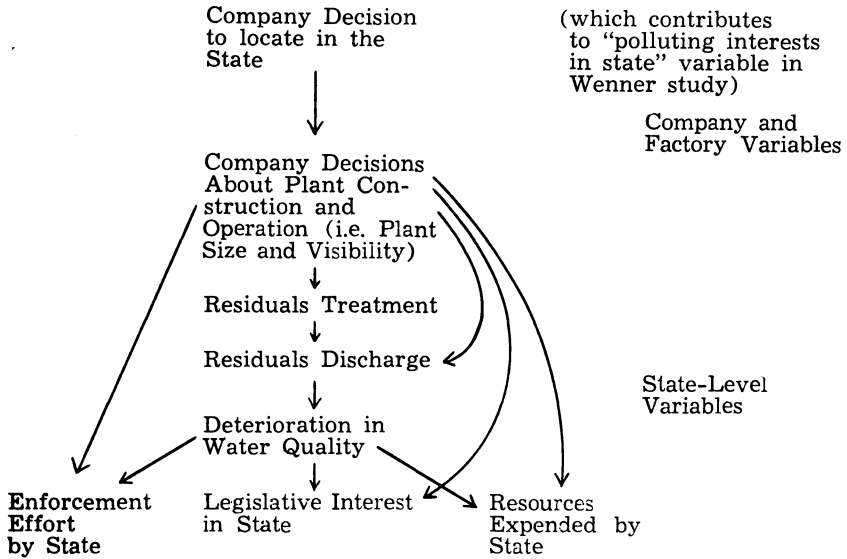 Company Decision
to locate in the
State
(which contributes
to "polluting interests
in state" variable in
Wenner study)
Company and
Factory Variables
Company Decisions
About Plant Con-
struction and
Operation (i.e. Plant
Size and Visibility)
Residuals Treatment
Residuals Discharge
State-Level
Variables
Deterioration in
Water Quality
Enforcement
Effort
by State
Legislative Interest
in State
Resources
Expended by
State